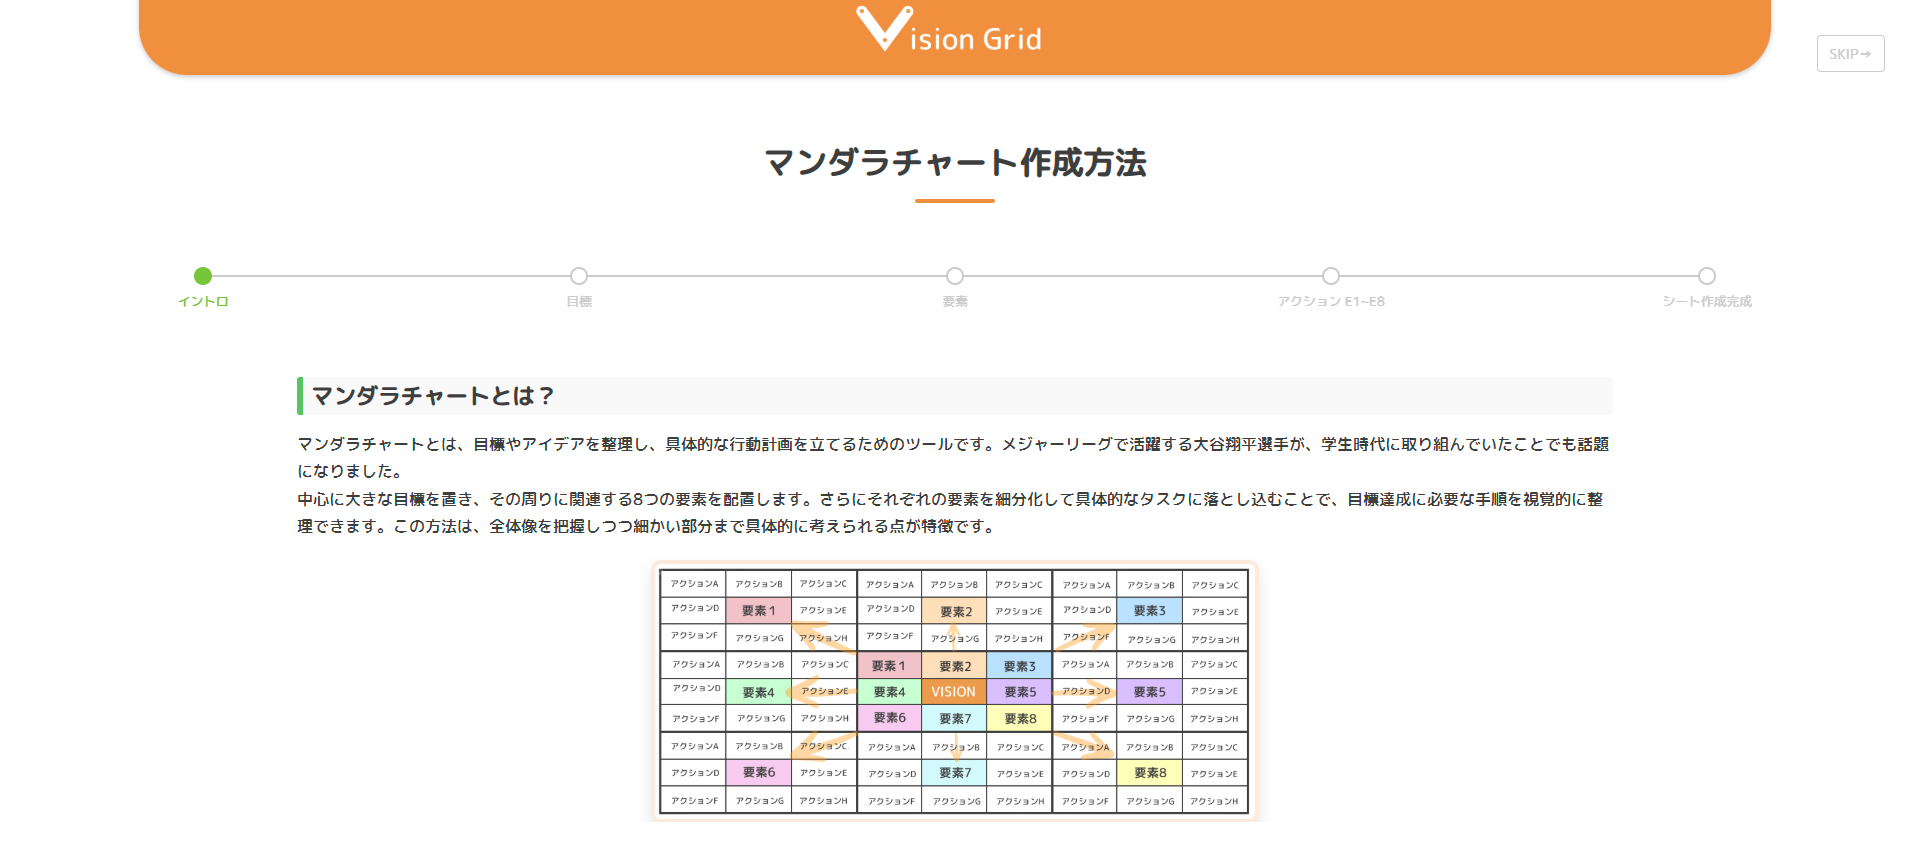 Vision Grid
SKIP→
マンダラチャート作成方法
イントロ 目標 要素 アクション E1~E8 シート作成完成
マンダラチャートとは？
マンダラチャートとは、目標やアイデアを整理し、具体的な行動計画を立てるためのツールです。メジャーリーグで活躍する大谷翔平選手が、学生時代に取り組んでいたことでも話題
になりました。
中心に大きな目標を置き、その周りに関連する8つの要素を配置します。さらにそれぞれの要素を細分化して具体的なタスクに落とし込むことで、目標達成に必要な手順を視覚的に整
理できます。この方法は、全体像を把握しつつ細かい部分まで具体的に考えられる点が特徴です。
アクションA アクションB アクションC アクションA アクションB アクションC アクションA アクションB アクションC
アクションD 要素１ アクションE アクションD 要素2 アクションE アクションD 要素3 アクションE
アクションF アクションG アクションH アクションF アクションG アクションH アクションF アクションG アクションH
アクションA アクションB アクションC 要素１ 要素2 要素3 アクションA アクションB アクションC
アクションD 要素4 アクションE 要素4 VISION 要素5 アクションD 要素5 アクションE
アクションF アクションG アクションH 要素6 要素7 要素8 アクションF アクションG アクションH
アクションA アクションB アクションC. アクションA アクションB アクションC アクションA アクションB アクションC
アクションD 要素6 アクションE アクションD 要素7 アクションE アクションD 要素8 アクションE
アクションF アクションG アクションH アクションF アクションG アクションH アクションF アクションG アクションH